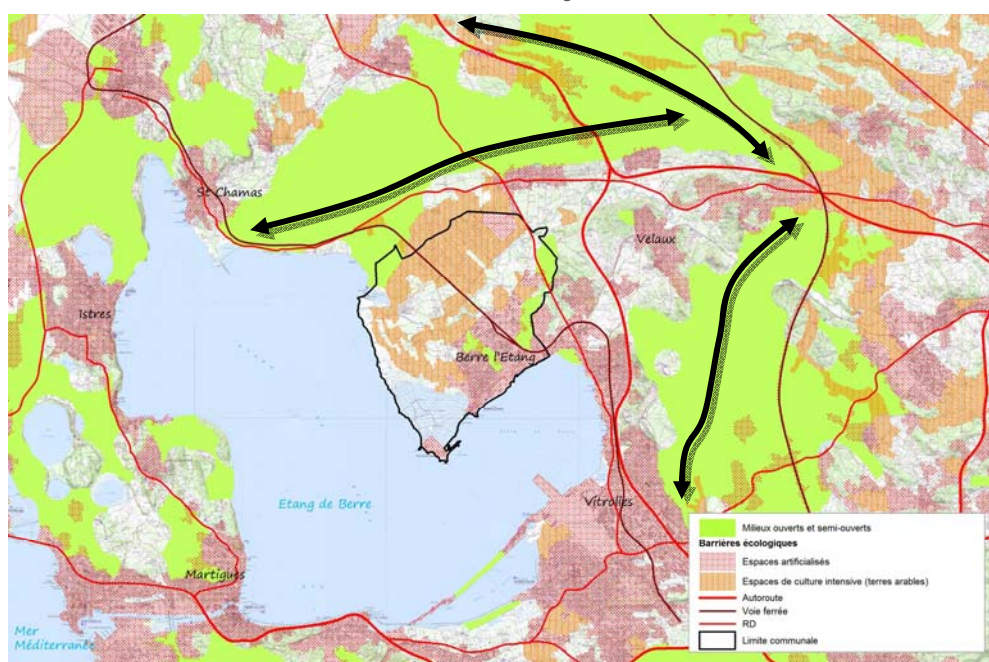 St Chamas
Velaux
Istres
Berre l'Etang
Etang de Berre
Vitrolles
Martigues
Mer
Méditerranée
Milieux ouverts et semi-ouverts
Barrières écologiques
Espaces artificialisés
Espaces de culture intensive (terres arables)
Autoroute
Voie ferrée
RD
Limite communale